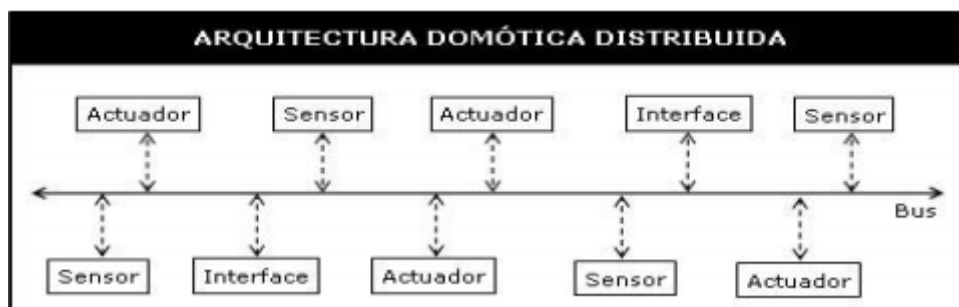 ARQUITECTURA DOMÓTICA DISTRIBUIDA
Actuador Sensor Actuador Interface Sensor
Bus
Sensor Interface Actuador Sensor Actuador